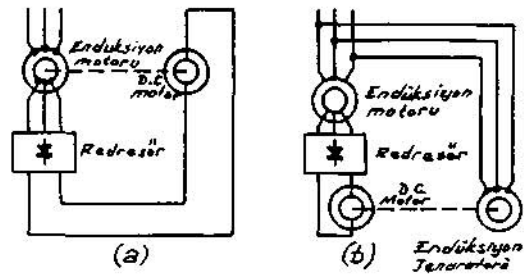 Endüksiyon
motoru
D.C
motor
Redresör
(a)
Endüksiyon
motoru
Redresör
D.C.
Motor
(b)
Endüksiyon
Jeneratörü